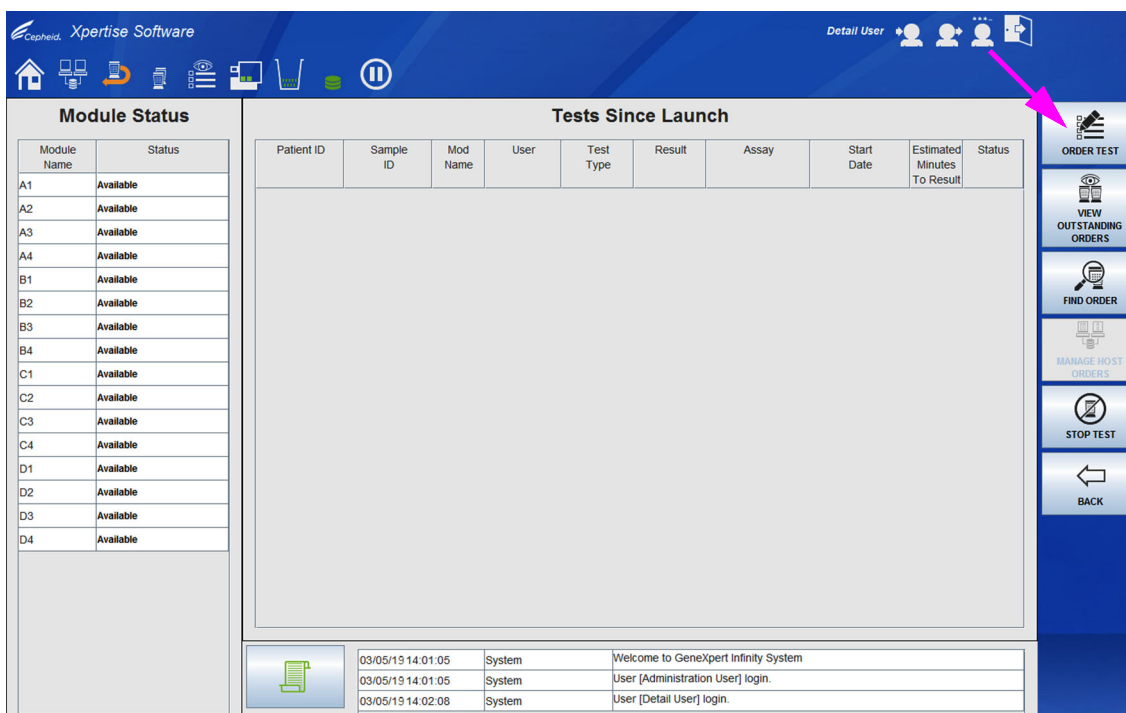 Cepheid. Xpertise Software
Detail User
Module Status
Module Name
Status
A1 Available
A2 Available
A3 Available
A4 Available
B1 Available
B2 Available
B3 Available
B4 Available
C1 Available
C2 Available
C3 Available
C4 Available
D1 Available
D2 Available
D3 Available
D4 Available
Tests Since Launch
Patient ID
Sample ID
Mod Name
User
Test Type
Result
Assay
Start Date
Estimated Minutes To Result
Status
03/05/19 14:01:05 System Welcome to GeneXpert Infinity System
03/05/19 14:01:05 System User [Administration User] login.
03/05/19 14:02:08 System User [Detail User] login.
ORDER TEST
VIEW
OUTSTANDING
ORDERS
FIND ORDER
MANAGE HOST
ORDERS
STOP TEST
BACK